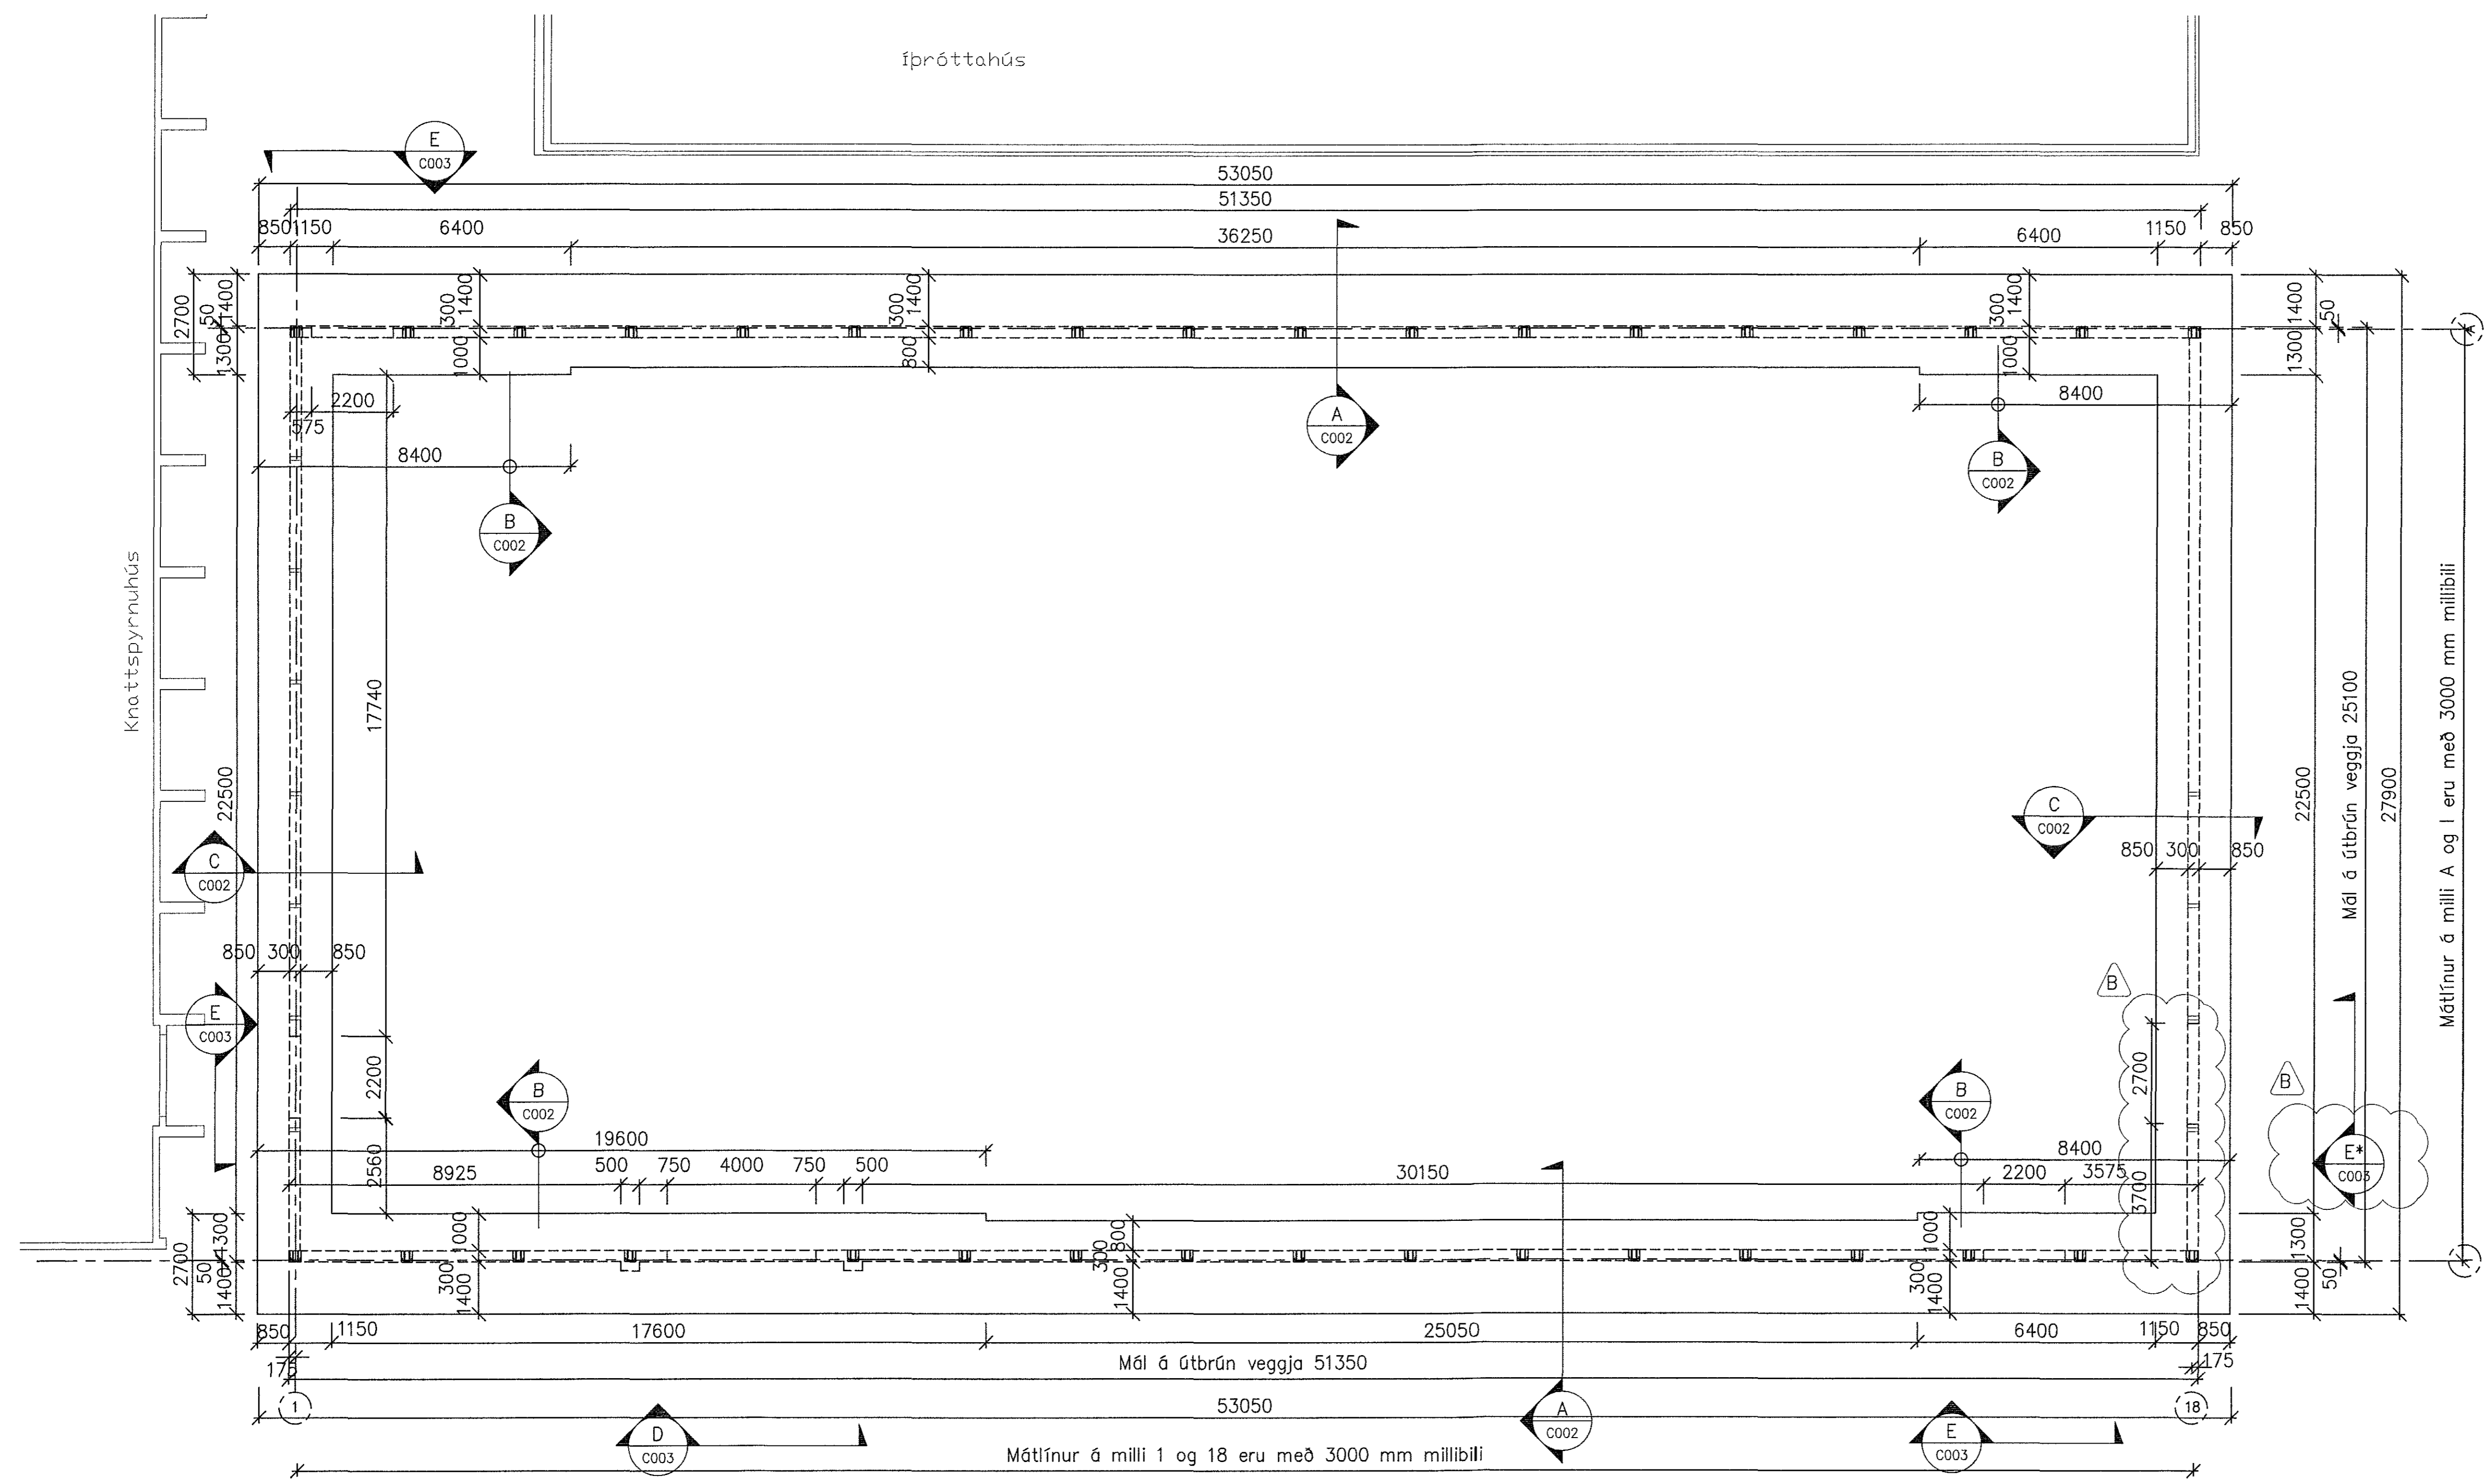 Íþróttahús
E
C003
53050
51350
850 1150 6400 36250 6400 1150 850
2700
50
1400
1300
300
1400
1000
300
1400
800
300
1400
1000
1400
50
1300
A
2200
575
8400
A
C002
8400
B
C002
B
C002
Knattspyrnuhús
17740
22500
C
C002
C
C002
22500
Mál á útbrún veggja 25100
27900
Mátlínur á milli A og I eru með 3000 mm millibili
850 300 850
850 300 850
E
C003
B
B
2700
2200
B
C002
B
C002
19600
8400
E*
C003
8925 500 750 4000 750 500 30150 2200 3575
2560
3700
2700
50
1300
1400
1000
300
1400
800
300
1400
1000
300
1400
1300
50
1400
850 1150 17600 25050 6400 1150 850
175 Mál á útbrún veggja 51350 175
1 53050 18
D
C003
A
C002
E
C003
Mátlínur á milli 1 og 18 eru með 3000 mm millibili